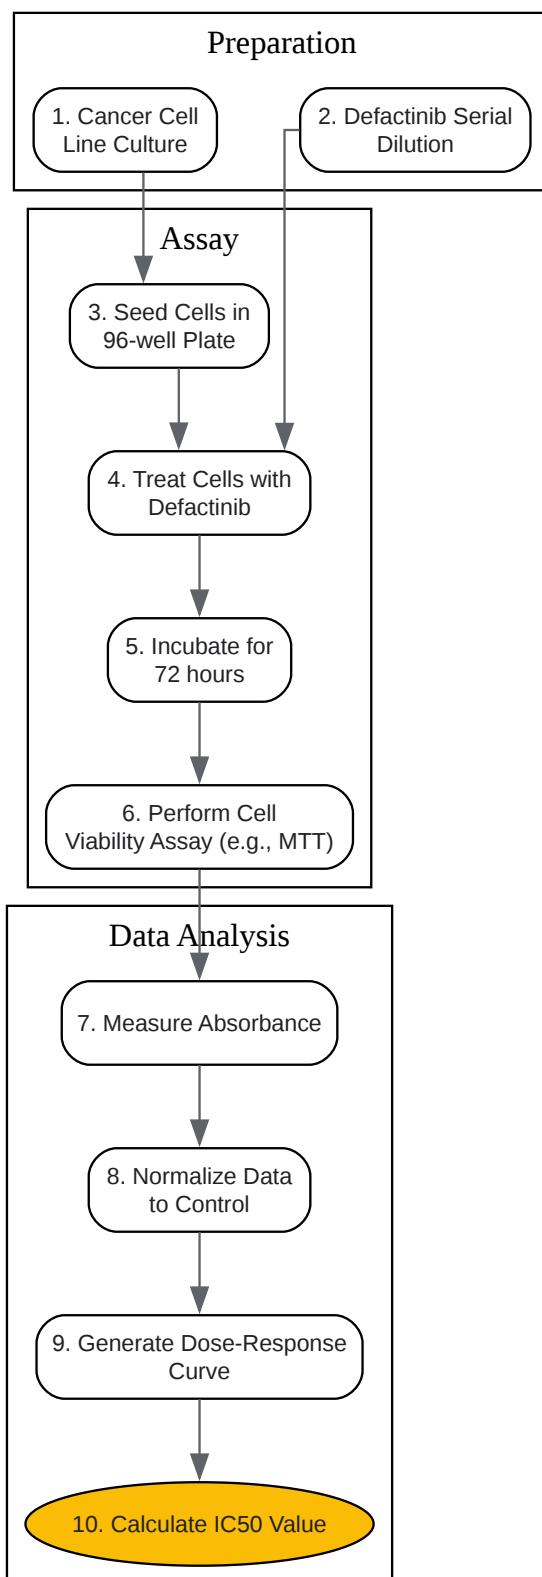 Preparation
1. Cancer Cell
Line Culture
2. Defactinib Serial
Dilution
Assay
3. Seed Cells in
96-well Plate
4. Treat Cells with
Defactinib
5. Incubate for
72 hours
6. Perform Cell
Viability Assay (e.g., MTT)
Data Analysis
7. Measure Absorbance
8. Normalize Data
to Control
9. Generate Dose-Response
Curve
10. Calculate IC50 Value